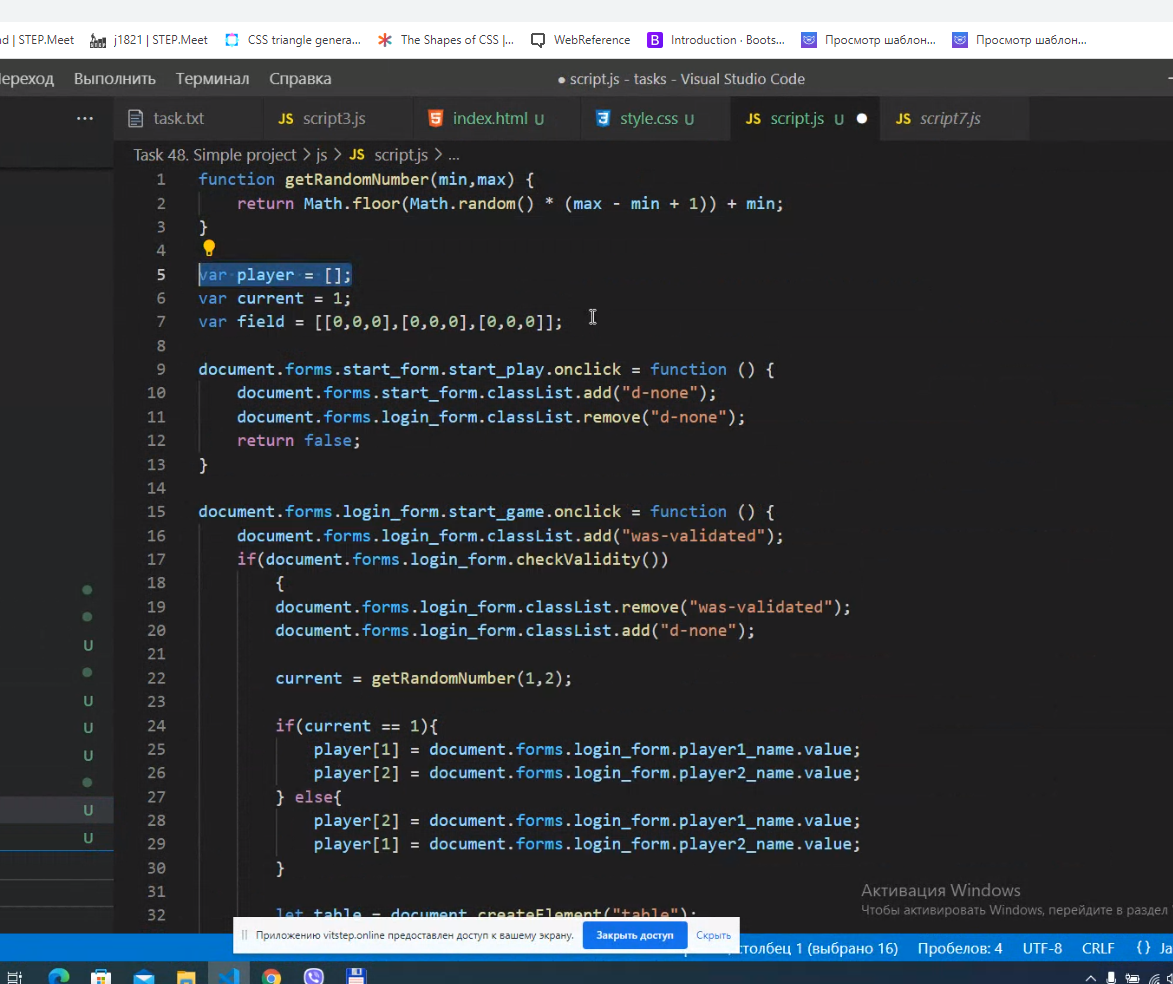 d | STEP.Meet j1821 | STEP.Meet CSS triangle genera... The Shapes of CSS |... WebReference B Introduction · Boots... Просмотр шаблон... Просмотр шаблон...
ереход Выполнить Терминал Справка ● script.js - tasks - Visual Studio Code
··· task.txt JS script3.js index.html U style.css U JS script.js U ● JS script7.js
Task 48. Simple project > js > JS script.js > ...
1 function getRandomNumber(min,max) {
2 return Math.floor(Math.random() * (max - min + 1)) + min;
3 }
4
5 var player = [];
6 var current = 1;
7 var field = [[0,0,0],[0,0,0],[0,0,0]];
8
9 document.forms.start_form.start_play.onclick = function () {
10 document.forms.start_form.classList.add("d-none");
11 document.forms.login_form.classList.remove("d-none");
12 return false;
13 }
14
15 document.forms.login_form.start_game.onclick = function () {
16 document.forms.login_form.classList.add("was-validated");
17 if(document.forms.login_form.checkValidity())
18 {
19 document.forms.login_form.classList.remove("was-validated");
20 document.forms.login_form.classList.add("d-none");
21
22 current = getRandomNumber(1,2);
23
24 if(current == 1){
25 player[1] = document.forms.login_form.player1_name.value;
26 player[2] = document.forms.login_form.player2_name.value;
27 } else{
28 player[2] = document.forms.login_form.player1_name.value;
29 player[1] = document.forms.login_form.player2_name.value;
30 }
31
32 let table = document.createElement("table");
U
U
U
U
U
U
Активация Windows
Чтобы активировать Windows, перейдите в раздел
Приложению vitstep.online предоставлен доступ к вашему экрану. Закрыть доступ Скрыть
столбец 1 (выбрано 16) Пробелов: 4 UTF-8 CRLF {} Ja